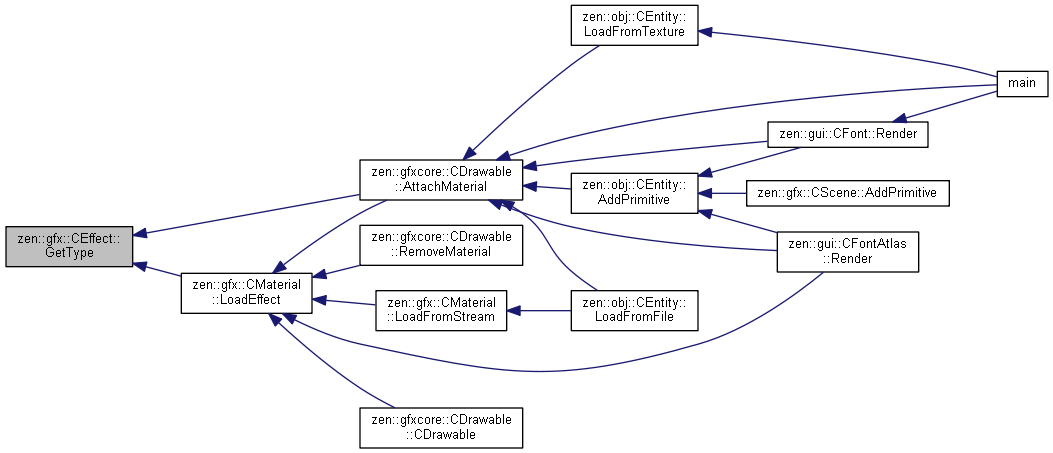 zen::obj::CEntity::
LoadFromTexture
main
zen::gui::CFont::Render
zen::gfxcore::CDrawable
::AttachMaterial
zen::obj::CEntity::
AddPrimitive
zen::gfx::CScene::AddPrimitive
zen::gfx::CEffect::
GetType
zen::gfxcore::CDrawable
::RemoveMaterial
zen::gui::CFontAtlas
::Render
zen::gfx::CMaterial
::LoadEffect
zen::gfx::CMaterial
::LoadFromStream
zen::obj::CEntity::
LoadFromFile
zen::gfxcore::CDrawable
::CDrawable